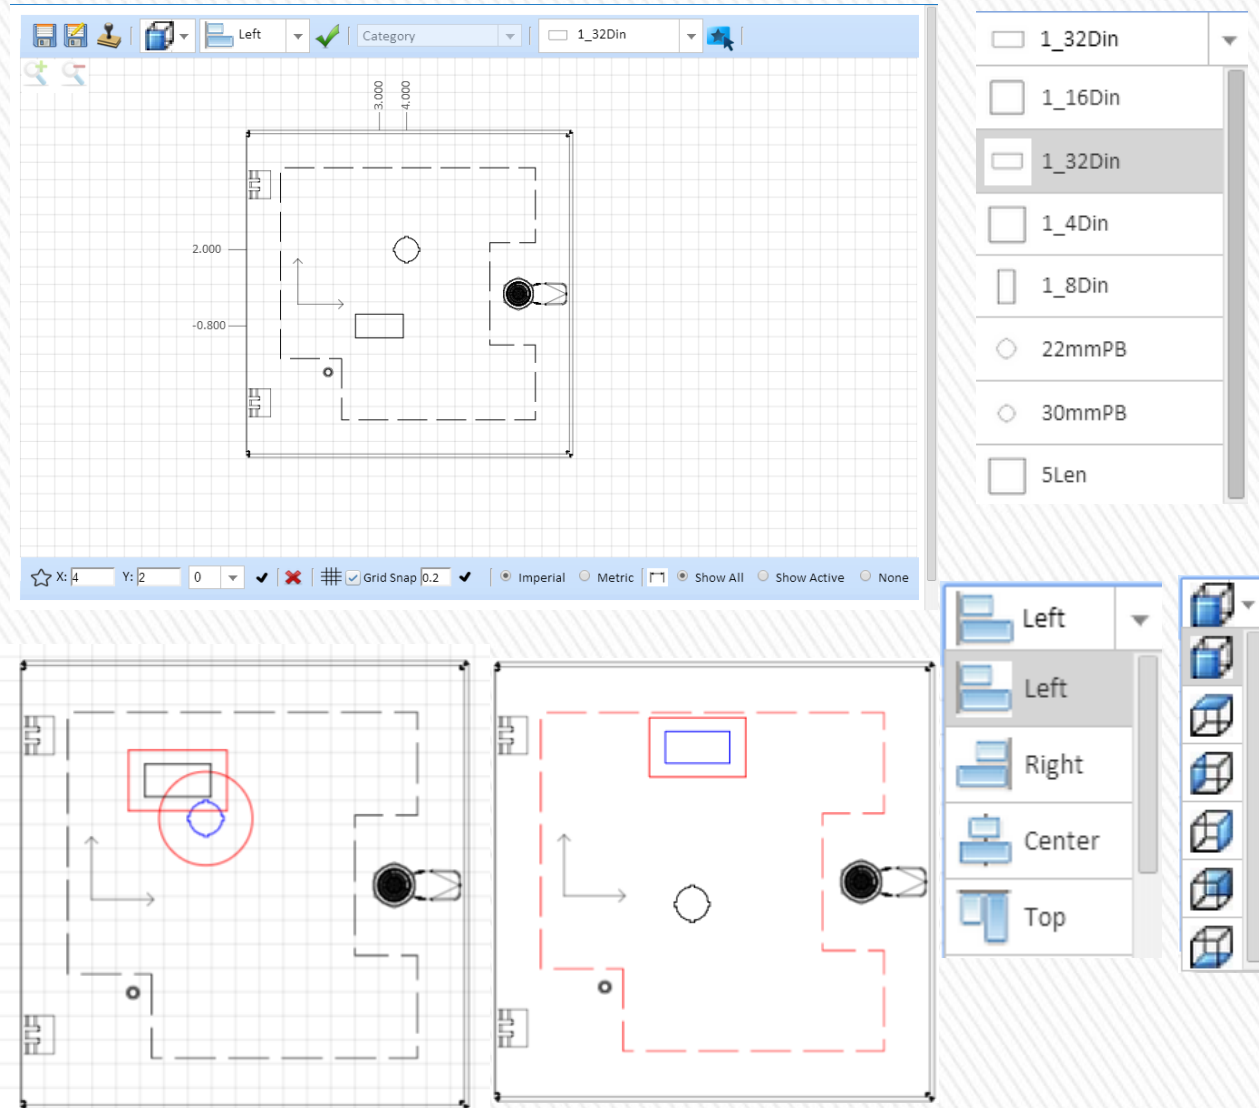 Left
Category
1_32Din
3.000
4.000
2.000
-0.800
X: 4
Y: 2
0
Grid Snap 0.2
Imperial
Metric
Show All
Show Active
None
1_32Din
1_16Din
1_32Din
1_4Din
1_8Din
22mmPB
30mmPB
5Len
Left
Left
Right
Center
Top